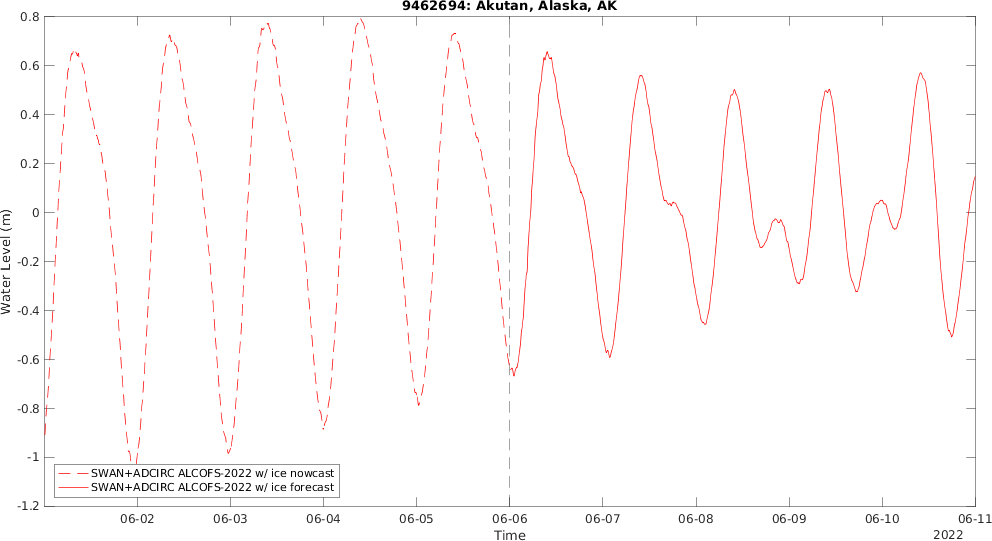 9462694: Akutan, Alaska, AK
Water Level (m)
0.8
0.6
0.4
0.2
0
-0.2
-0.4
-0.6
-0.8
-1
-1.2
SWAN+ADCIRC ALCOFS-2022 w/ ice nowcast
SWAN+ADCIRC ALCOFS-2022 w/ ice forecast
06-02 06-03 06-04 06-05 06-06 06-07 06-08 06-09 06-10 06-11
Time
2022